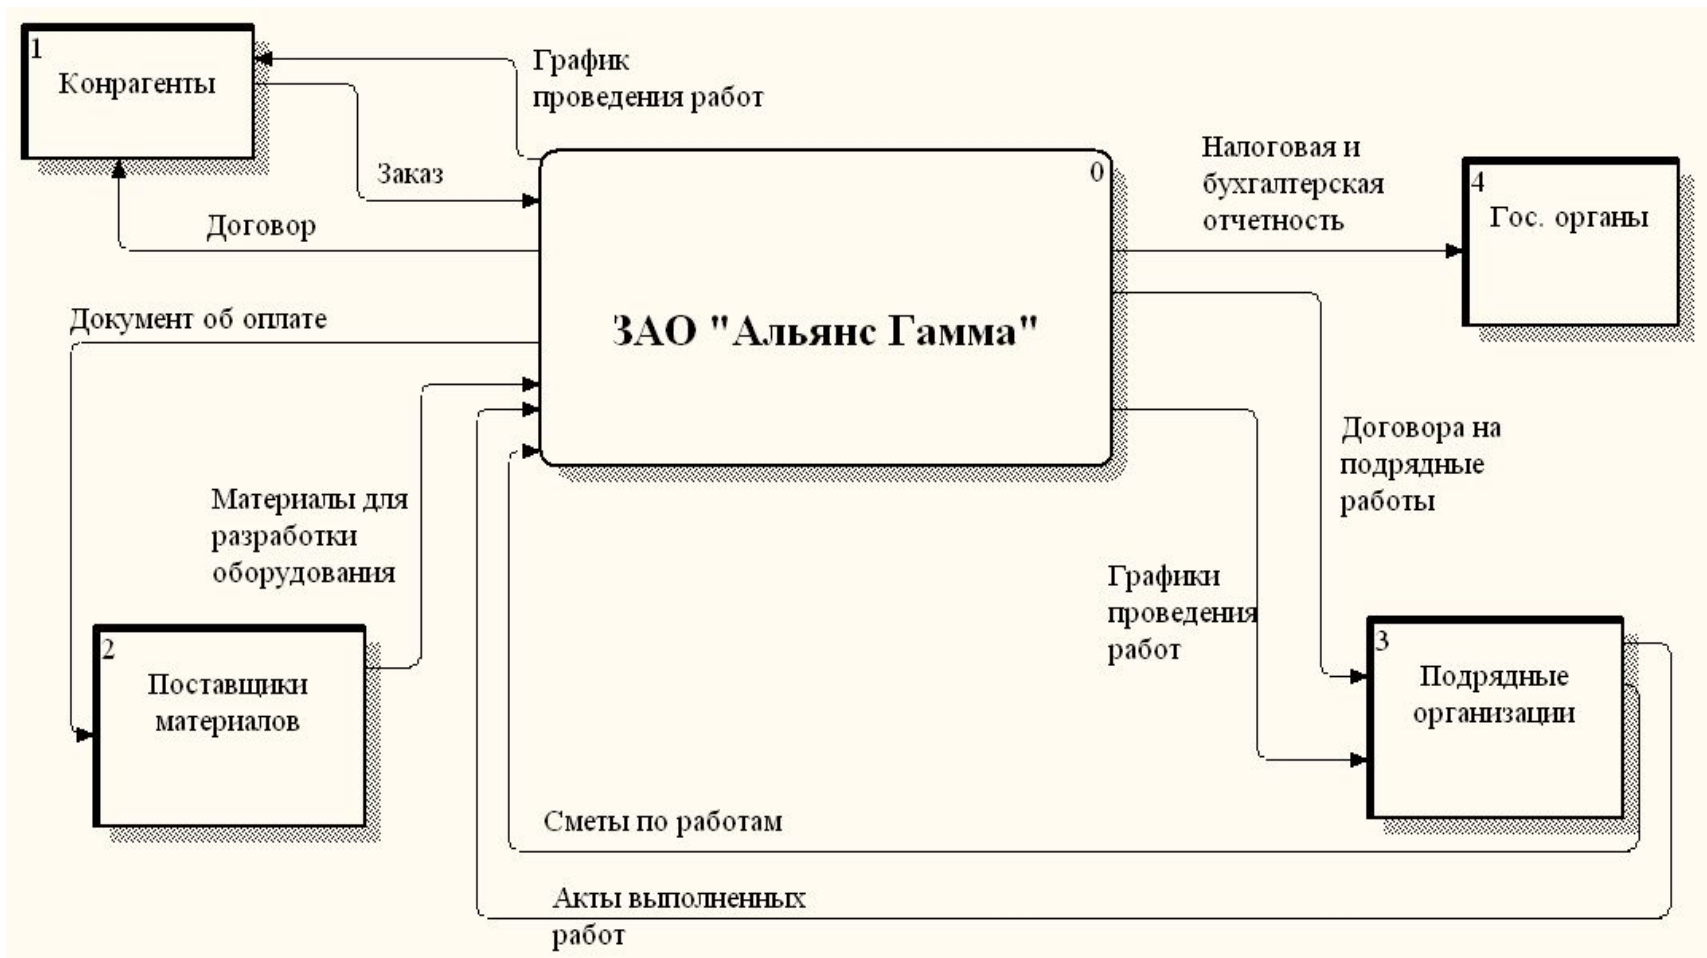 1
Конрагенты
График
проведения работ
Заказ
Договор
0
ЗАО "Альянс Гамма"
Налоговая и
бухгалтерская
отчетность
4
Гос. органы
Документ об оплате
Материалы для
разработки
оборудования
Договора на
подрядные
работы
Графики
проведения
работ
2
Поставщики
материалов
3
Подрядные
организации
Сметы по работам
Акты выполненных
работ